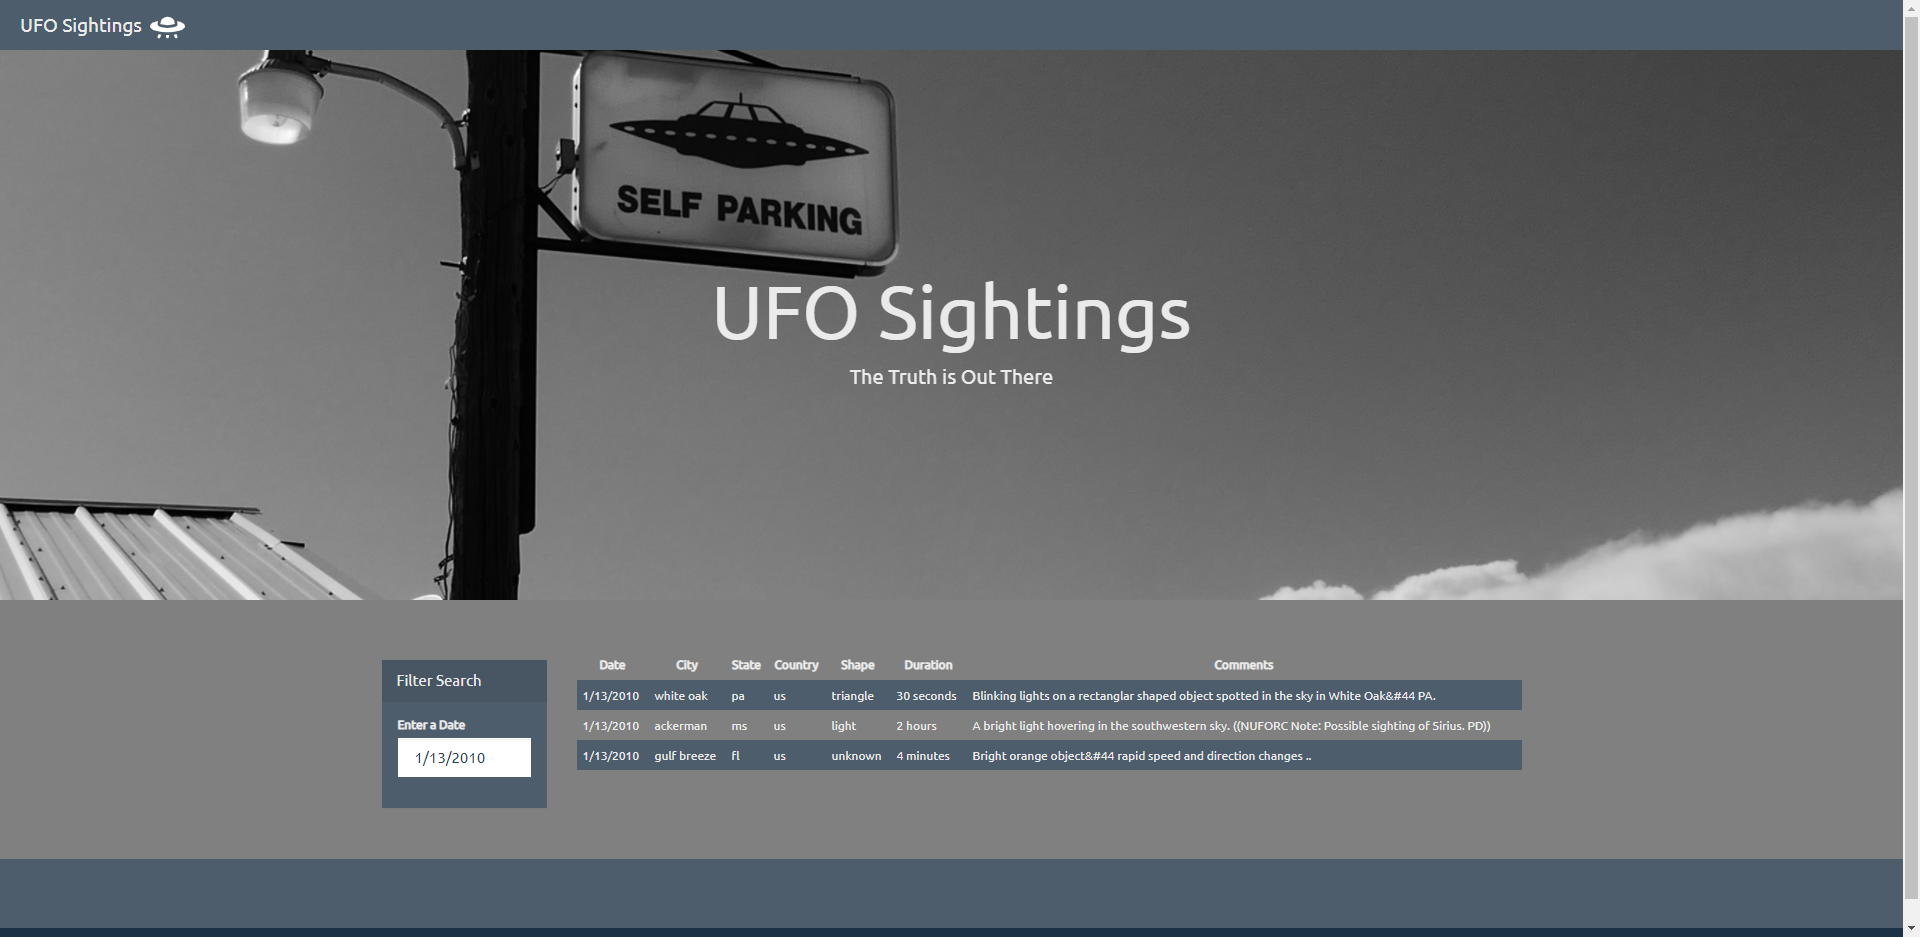 UFO Sightings
SELF PARKING
UFO Sightings
The Truth is Out There
Filter Search
Enter a Date
1/13/2010
Date City State Country Shape Duration Comments
1/13/2010 white oak pa us triangle 30 seconds Blinking lights on a rectanglar shaped object spotted in the sky in White Oak&#44 PA.
1/13/2010 ackerman ms us light 2 hours A bright light hovering in the southwestern sky. ((NUFORC Note: Possible sighting of Sirius. PD))
1/13/2010 gulf breeze fl us unknown 4 minutes Bright orange object&#44 rapid speed and direction changes ..